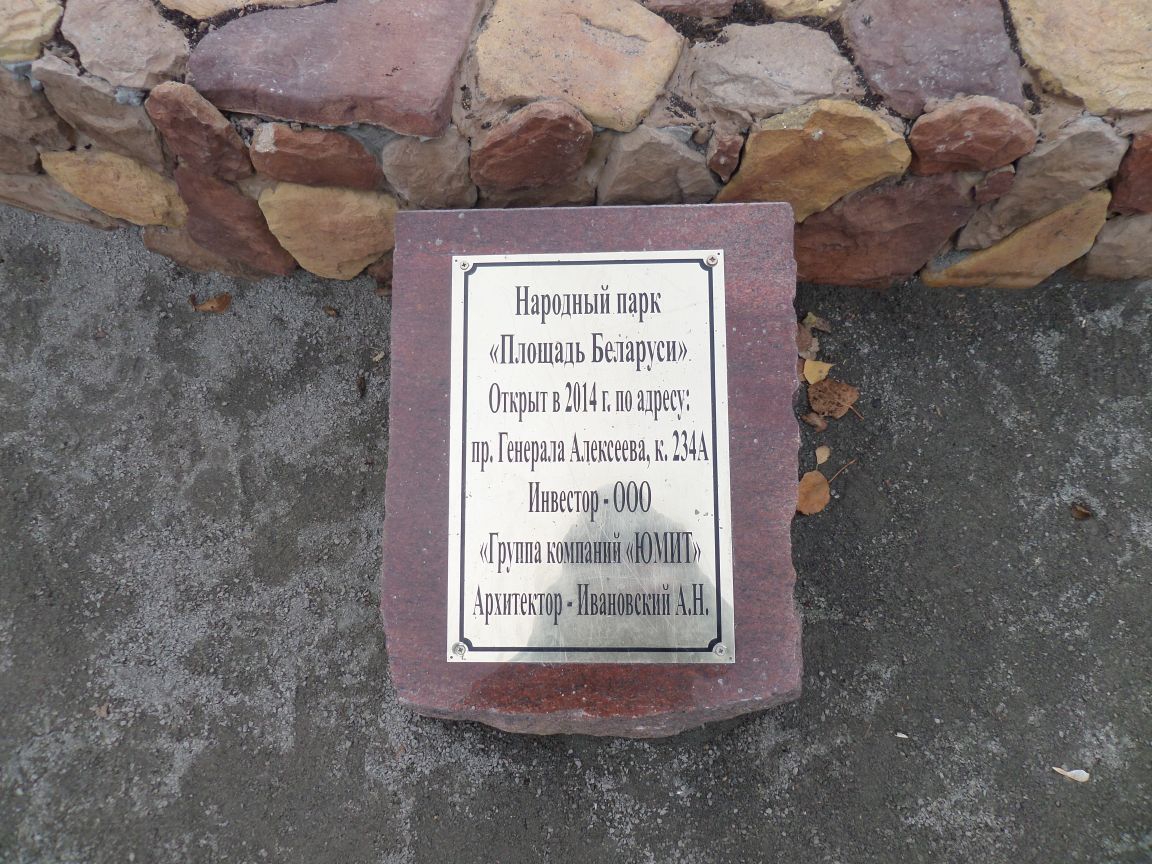 Народный парк
«Площадь Беларуси»
Открыт в 2014 г. по адресу:
пр. Генерала Алексеева, к. 234А
Инвестор - ООО
«Группа компаний «ЮМИТ»
Архитектор - Ивановский А.Н.